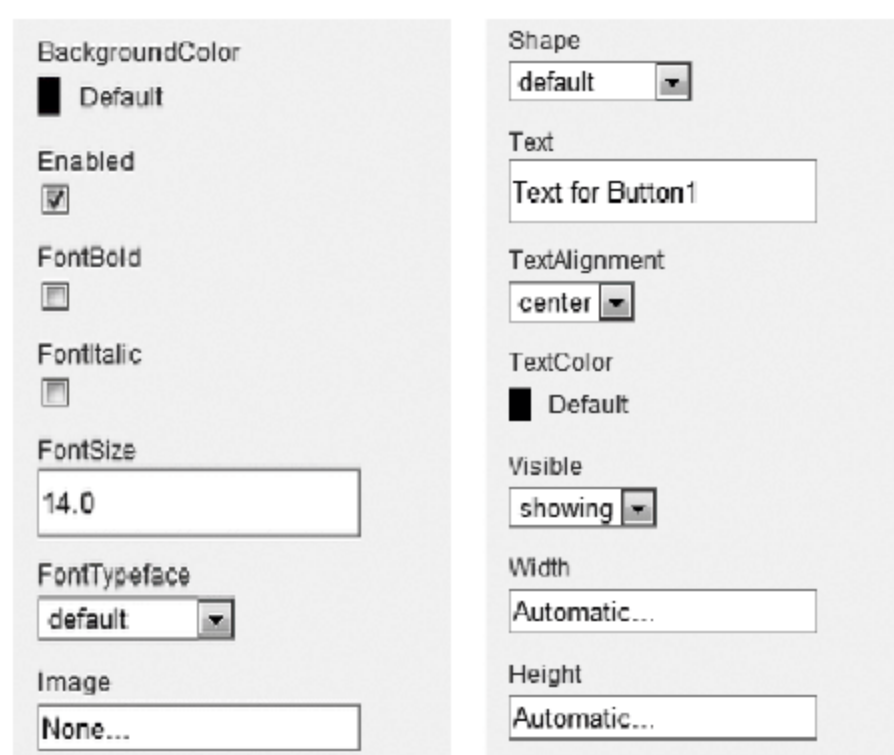 BackgroundColor
Default
Enabled
FontBold
FontItalic
FontSize
14.0
FontTypeface
default
Image
None...
Shape
default
Text
Text for Button1
TextAlignment
center
TextColor
Default
Visible
showing
Width
Automatic...
Height
Automatic...